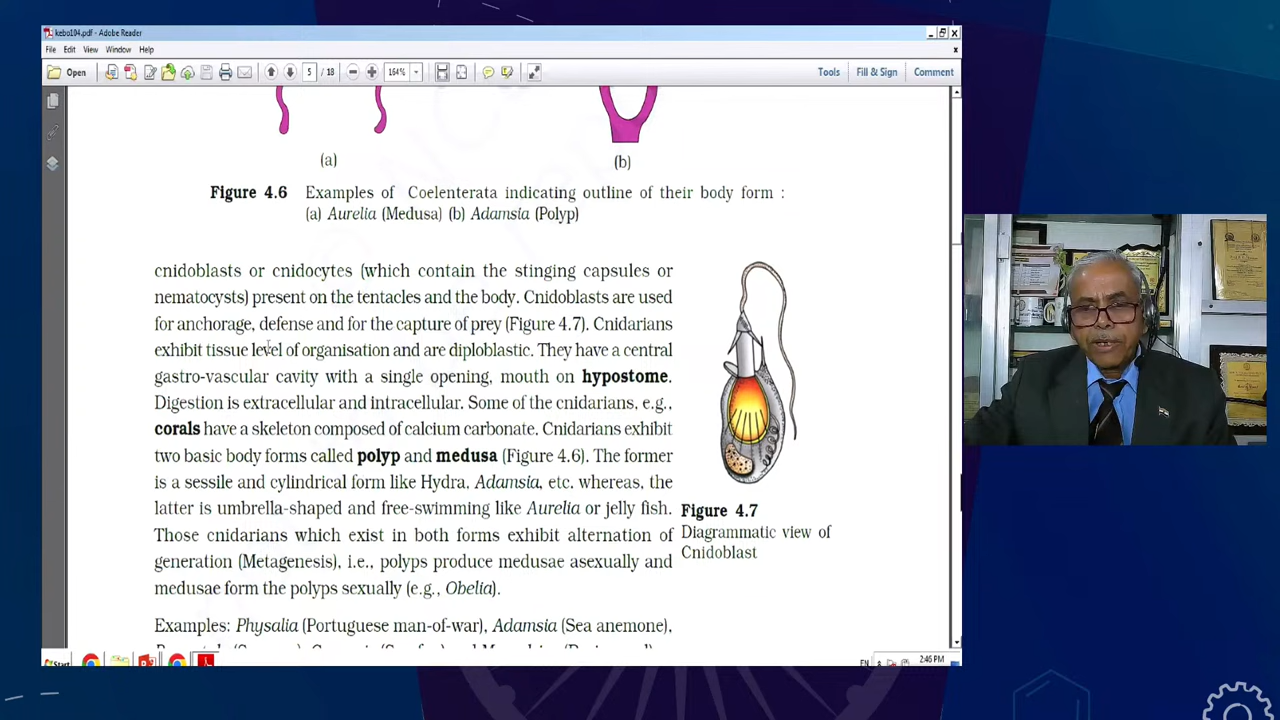 kebo104.pdf - Adobe Reader
File Edit View Window Help
Open 5 / 18 164% Tools Fill & Sign Comment
(a) (b)
Figure 4.6 Examples of Coelenterata indicating outline of their body form :
(a) Aurelia (Medusa) (b) Adamsia (Polyp)
cnidoblasts or cnidocytes (which contain the stinging capsules or
nematocysts) present on the tentacles and the body. Cnidoblasts are used
for anchorage, defense and for the capture of prey (Figure 4.7). Cnidarians
exhibit tissue level of organisation and are diploblastic. They have a central
gastro-vascular cavity with a single opening, mouth on hypostome.
Digestion is extracellular and intracellular. Some of the cnidarians, e.g.,
corals have a skeleton composed of calcium carbonate. Cnidarians exhibit
two basic body forms called polyp and medusa (Figure 4.6). The former
is a sessile and cylindrical form like Hydra, Adamsia, etc. whereas, the
latter is umbrella-shaped and free-swimming like Aurelia or jelly fish.
Those cnidarians which exist in both forms exhibit alternation of
generation (Metagenesis), i.e., polyps produce medusae asexually and
medusae form the polyps sexually (e.g., Obelia).
Figure 4.7
Diagrammatic view of
Cnidoblast
Examples: Physalia (Portuguese man-of-war), Adamsia (Sea anemone),
EN 2:46 PM